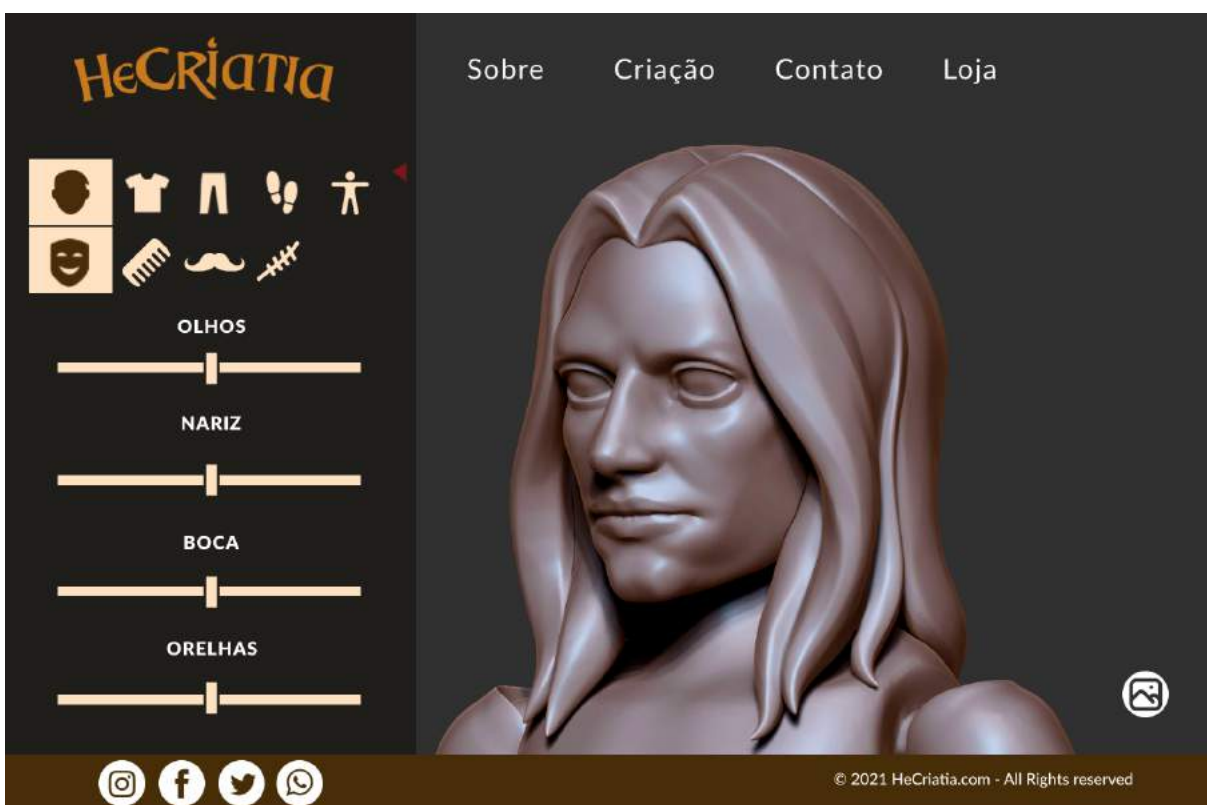 HeCRiaTia
Sobre Criação Contato Loja
OLHOS
NARIZ
BOCA
ORELHAS
© 2021 HeCriatia.com - All Rights reserved